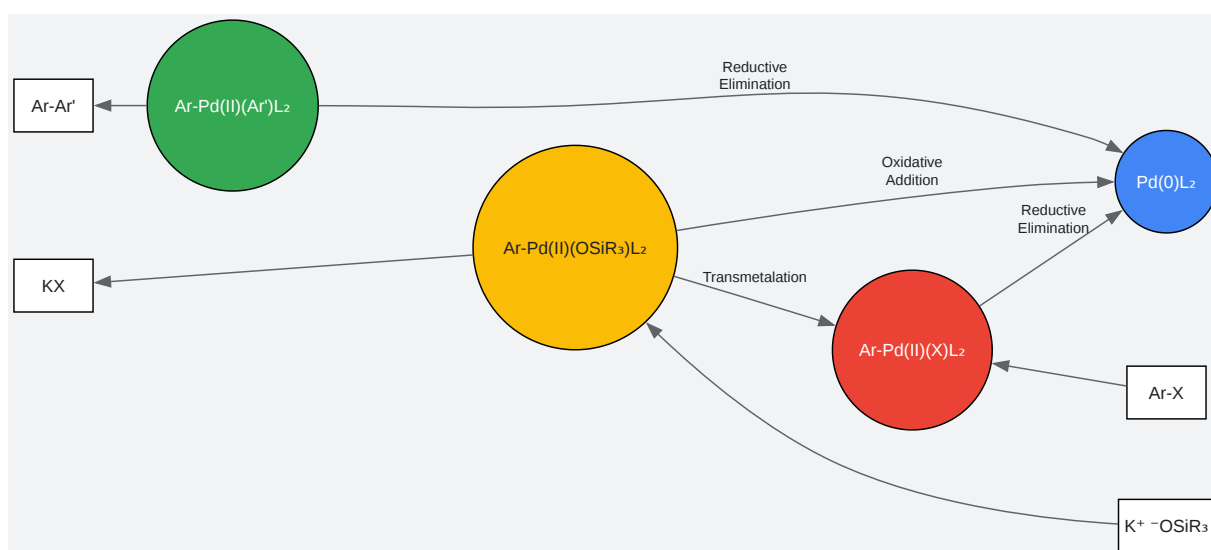 Reductive
Elimination
Ar-Ar'
Ar-Pd(II)(Ar')L₂
Oxidative
Addition
Pd(0)L₂
Reductive
Elimination
Ar-Pd(II)(OSiR₃)L₂
Transmetalation
KX
Ar-Pd(II)(X)L₂
Ar-X
K⁺ ⁻OSiR₃